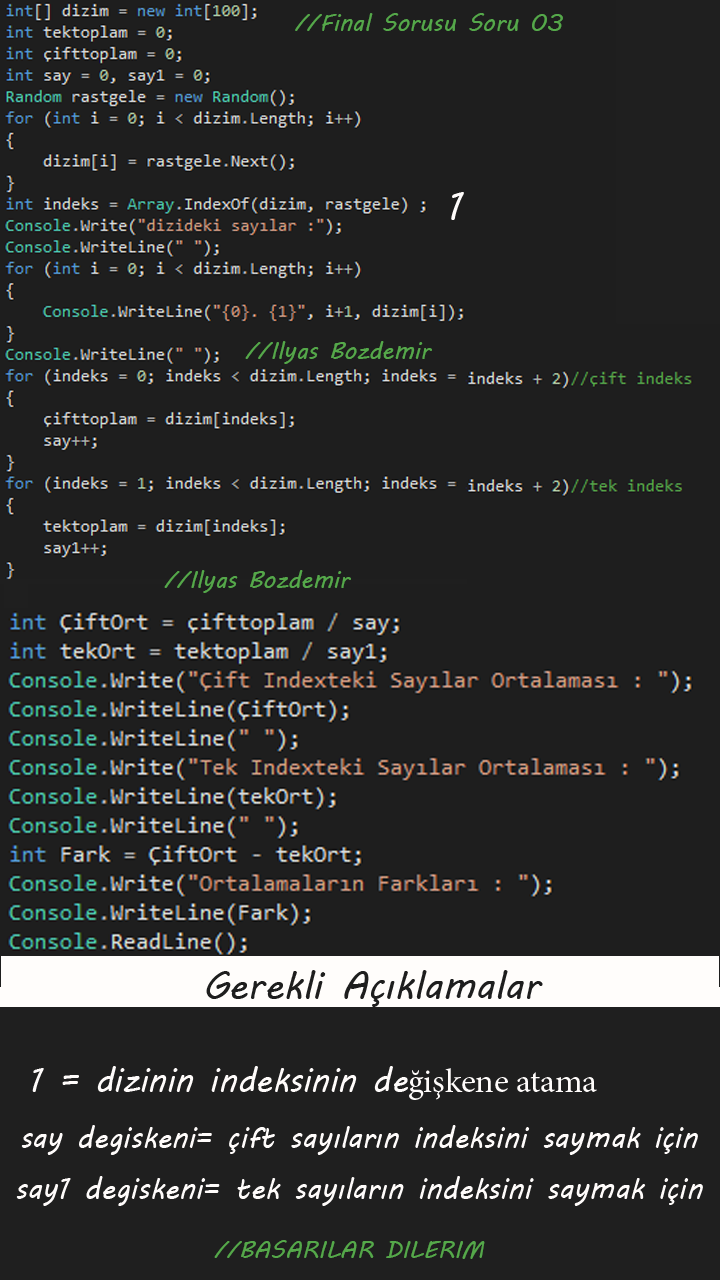 int[] dizim = new int[100];
//Final Sorusu Soru 03
int tektoplam = 0;
int çifttoplam = 0;
int say = 0, say1 = 0;
Random rastgele = new Random();
for (int i = 0; i < dizim.Length; i++)
{
    dizim[i] = rastgele.Next();
}
int indeks = Array.IndexOf(dizim, rastgele) ; 1
Console.Write("dizideki sayılar :");
Console.WriteLine(" ");
for (int i = 0; i < dizim.Length; i++)
{
    Console.WriteLine("{0}. {1}", i+1, dizim[i]);
}
Console.WriteLine(" "); //Ilyas Bozdemir
for (indeks = 0; indeks < dizim.Length; indeks = indeks + 2)//çift indeks
{
    çifttoplam = dizim[indeks];
    say++;
}
for (indeks = 1; indeks < dizim.Length; indeks = indeks + 2)//tek indeks
{
    tektoplam = dizim[indeks];
    say1++;
}
//Ilyas Bozdemir
int ÇiftOrt = çifttoplam / say;
int tekOrt = tektoplam / say1;
Console.Write("Çift Indexteki Sayılar Ortalaması : ");
Console.WriteLine(ÇiftOrt);
Console.WriteLine(" ");
Console.Write("Tek Indexteki Sayılar Ortalaması : ");
Console.WriteLine(tekOrt);
Console.WriteLine(" ");
int Fark = ÇiftOrt - tekOrt;
Console.Write("Ortalamaların Farkları : ");
Console.WriteLine(Fark);
Console.ReadLine();
Gerekli Açıklamalar
1 = dizinin indeksinin değişkene atama
say degiskeni= çift sayıların indeksini saymak için
say1 degiskeni= tek sayıların indeksini saymak için
//BASARILAR DILERIM